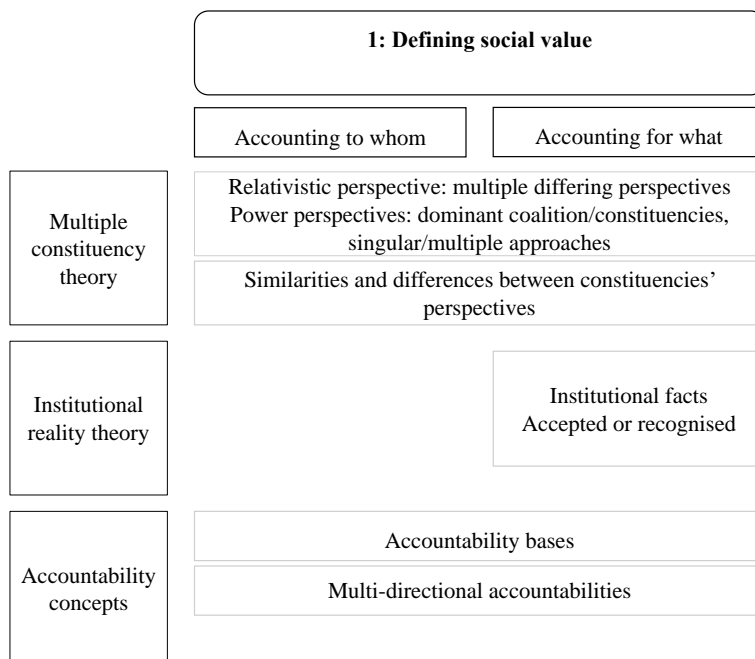 1: Defining social value
Accounting to whom
Accounting for what
Multiple
constituency
theory
Relativistic perspective: multiple differing perspectives
Power perspectives: dominant coalition/constituencies,
singular/multiple approaches
Similarities and differences between constituencies’
perspectives
Institutional
reality theory
Institutional facts
Accepted or recognised
Accountability
concepts
Accountability bases
Multi-directional accountabilities